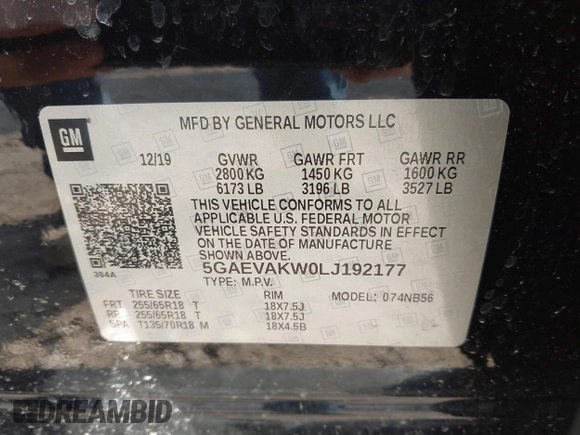 GM
MFD BY GENERAL MOTORS LLC
12/19 GVWR GAWR FRT GAWR RR
2800 KG 1450 KG 1600 KG
6173 LB 3196 LB 3527 LB
THIS VEHICLE CONFORMS TO ALL
APPLICABLE U.S. FEDERAL MOTOR
VEHICLE SAFETY STANDARDS IN EFFECT
ON THE DATE OF MANUFACTURE
SHOWN ABOVE.
384A
5GAEVAKW0LJ192177
TYPE: M.P.V.
TIRE SIZE RIM MODEL: 074NB56
FRT 255/65R18 T 18X7.5J
RR 255/65R18 T 18X7.5J
SPA T135/70R18 M 18X4.5B
DREAMBID